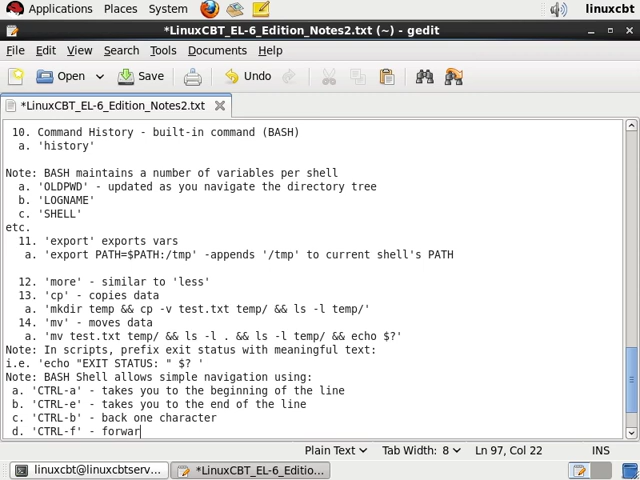 Applications Places System linuxcbt
*LinuxCBT_EL-6_Edition_Notes2.txt (~) - gedit
File Edit View Search Tools Documents Help
Open Save Undo
*LinuxCBT_EL-6_Edition_Notes2.txt
10. Command History - built-in command (BASH)
a. 'history'
Note: BASH maintains a number of variables per shell
a. 'OLDPWD' - updated as you navigate the directory tree
b. 'LOGNAME'
c. 'SHELL'
etc.
11. 'export' exports vars
a. 'export PATH=$PATH:/tmp' -appends '/tmp' to current shell's PATH
12. 'more' - similar to 'less'
13. 'cp' - copies data
a. 'mkdir temp && cp -v test.txt temp/ && ls -l temp/'
14. 'mv' - moves data
a. 'mv test.txt temp/ && ls -l . && ls -l temp/ && echo $?'
Note: In scripts, prefix exit status with meaningful text:
i.e. 'echo "EXIT STATUS: " $? '
Note: BASH Shell allows simple navigation using:
a. 'CTRL-a' - takes you to the beginning of the line
b. 'CTRL-e' - takes you to the end of the line
c. 'CTRL-b' - back one character
d. 'CTRL-f' - forwar
Plain Text Tab Width: 8 Ln 97, Col 22 INS
linuxcbt@linuxcbtserv... *LinuxCBT_EL-6_Editio...